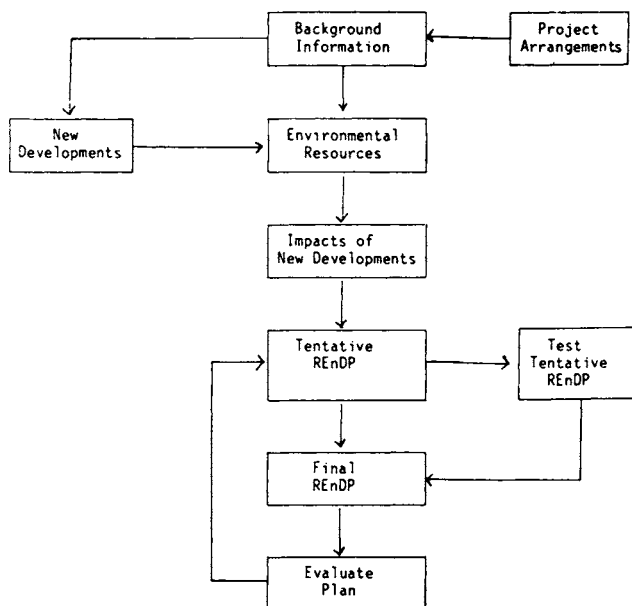 Background
Information
Project
Arrangements
New
Developments
Environmental
Resources
Impacts of
New Developments
Tentative
REnDP
Test
Tentative
REnDP
Final
REnDP
Evaluate
Plan